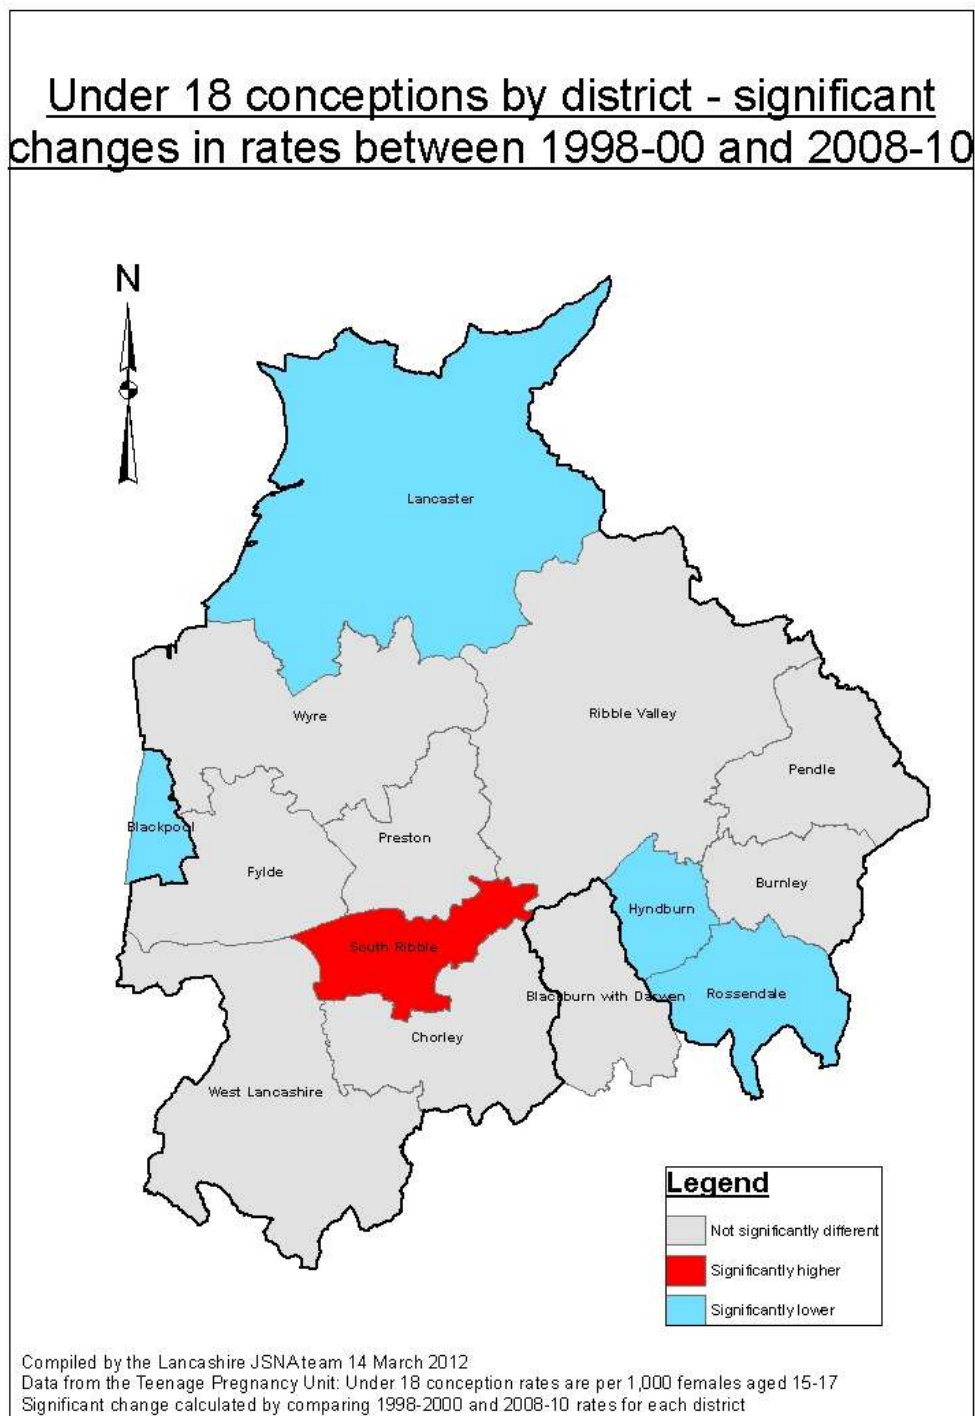 Under 18 conceptions by district - significant
changes in rates between 1998-00 and 2008-10
N
Lancaster
Wyre
Ribble Valley
Pendle
Blackpool
Preston
Fylde
Burnley
Hyndburn
South Ribble
Blackburn with Darwen
Rossendale
Chorley
West Lancashire
Legend
Not significantly different
Significantly higher
Significantly lower
Compiled by the Lancashire JSNA team 14 March 2012
Data from the Teenage Pregnancy Unit: Under 18 conception rates are per 1,000 females aged 15-17
Significant change calculated by comparing 1998-2000 and 2008-10 rates for each district